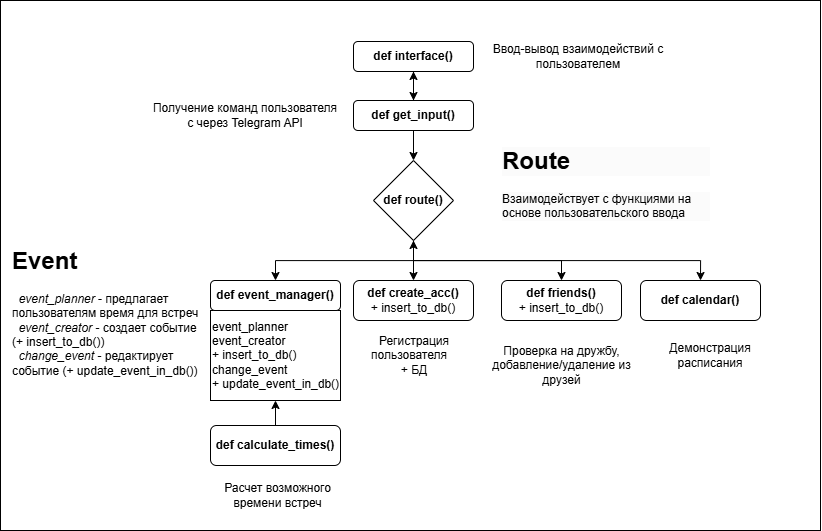 def interface()
Ввод-вывод взаимодействий с
пользователем
Получение команд пользователя
с через Telegram API
def get_input()
Route
def route()
Взаимодействует с функциями на
основе пользовательского ввода
Event
event_planner - предлагает
пользователям время для встреч
event_creator - создает событие
(+ insert_to_db())
change_event - редактирует
событие (+ update_event_in_db())
def event_manager()
event_planner
event_creator
+ insert_to_db()
change_event
+ update_event_in_db()
def create_acc()
+ insert_to_db()
Регистрация
пользователя
+ БД
def friends()
+ insert_to_db()
Проверка на дружбу,
добавление/удаление из
друзей
def calendar()
Демонстрация
расписания
def calculate_times()
Расчет возможного
времени встреч